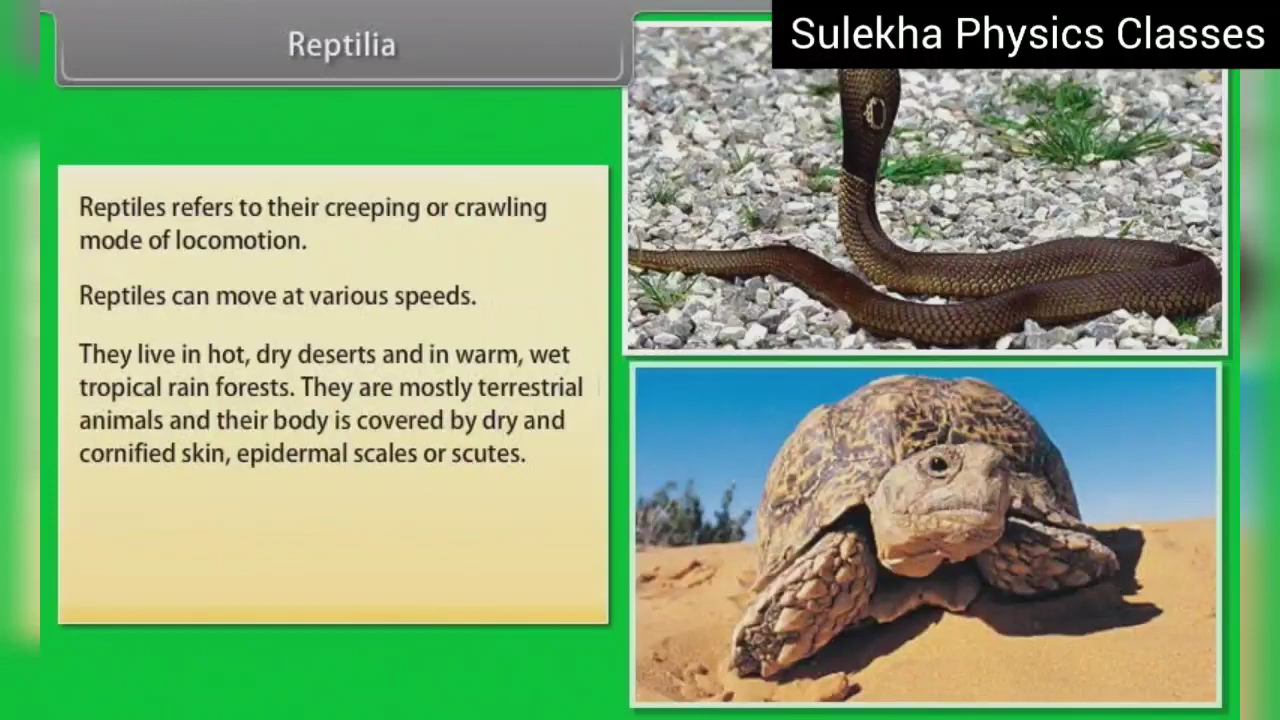 Reptilia
Sulekha Physics Classes
Reptiles refers to their creeping or crawling
mode of locomotion.
Reptiles can move at various speeds.
They live in hot, dry deserts and in warm, wet
tropical rain forests. They are mostly terrestrial
animals and their body is covered by dry and
cornified skin, epidermal scales or scutes.